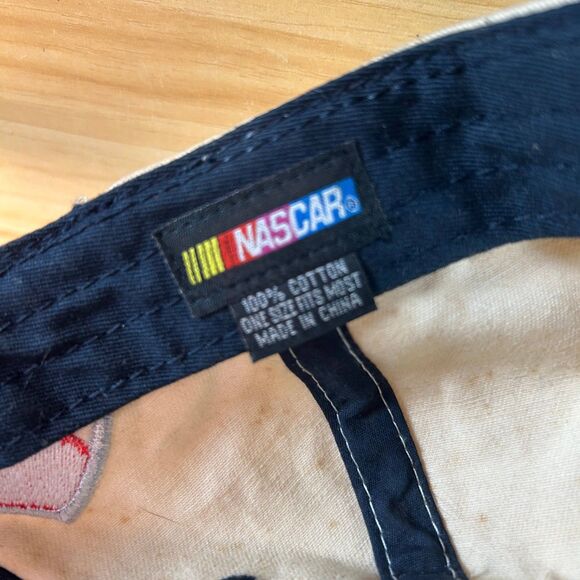 NASCAR®
100% COTTON
ONE SIZE FITS MOST
MADE IN CHINA